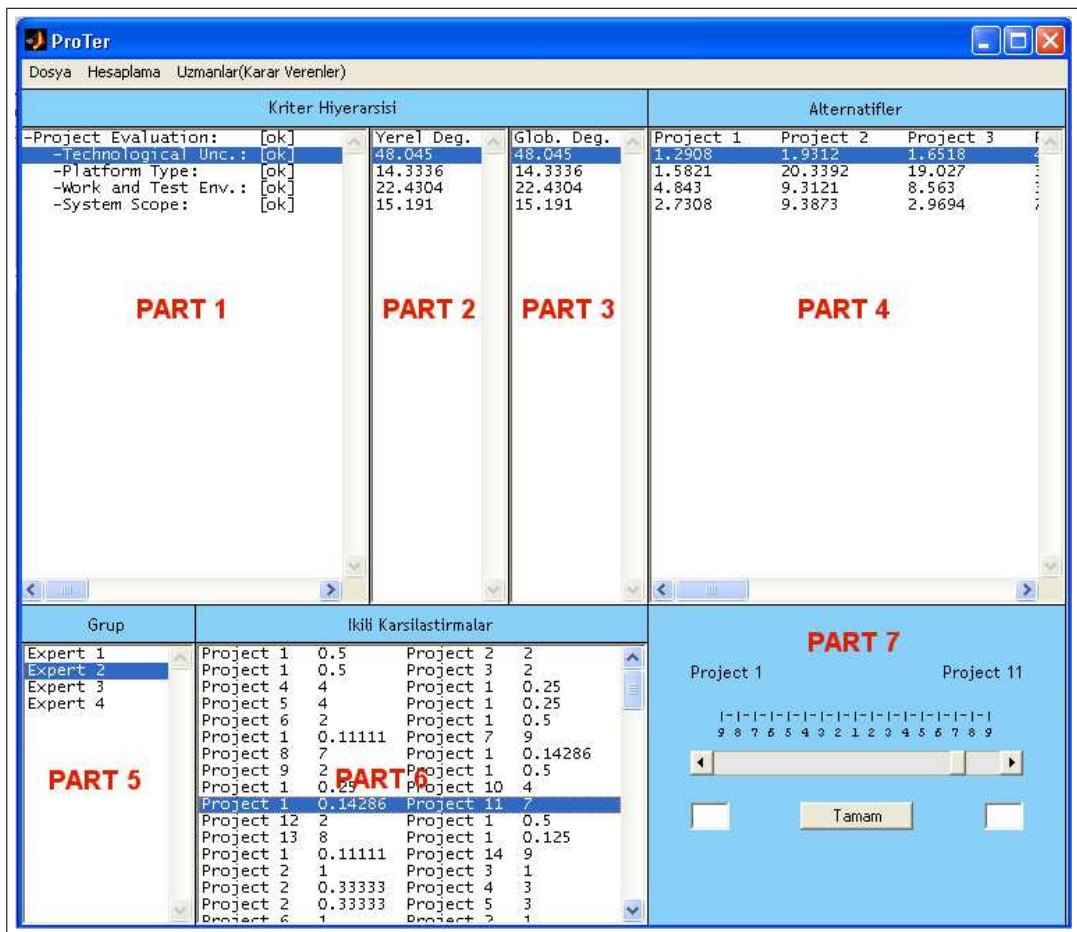 ProTer
Dosya Hesaplama Uzmanlar(Karar Verenler)
Kriter Hiyerarsisi
Alternatifler
-Project Evaluation: [ok]
-Technological Unc.: [ok]
-Platform Type: [ok]
-Work and Test Env.: [ok]
-System Scope: [ok]
PART 1
Yerel Deg.
48.045
14.3336
22.4304
15.191
PART 2
Glob. Deg.
48.045
14.3336
22.4304
15.191
PART 3
Project 1 Project 2 Project 3
1.2908 1.9312 1.6518
1.5821 20.3392 19.027
4.843 9.3121 8.563
2.7308 9.3873 2.9694
PART 4
Grup
Expert 1
Expert 2
Expert 3
Expert 4
PART 5
Ikili Karsilastirmalar
Project 1 0.5 Project 2 2
Project 1 0.5 Project 3 2
Project 4 4 Project 1 0.25
Project 5 4 Project 1 0.25
Project 6 2 Project 1 0.5
Project 1 0.11111 Project 7 9
Project 8 7 Project 1 0.14286
Project 9 2 Project 1 0.5
Project 1 0.25 Project 10 4
PART 6
Project 1 0.14286 Project 11 7
Project 12 2 Project 1 0.5
Project 13 8 Project 1 0.125
Project 1 0.11111 Project 14 9
Project 2 1 Project 3 1
Project 2 0.33333 Project 4 3
Project 2 0.33333 Project 5 3
Project 6 1 Project 2 1
PART 7
Project 1 Project 11
9 8 7 6 5 4 3 2 1 2 3 4 5 6 7 8 9
Tamam